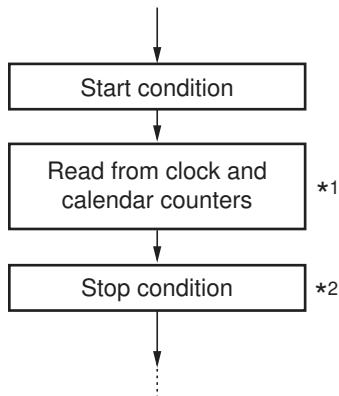 Start condition
Read from clock and
calendar counters
*1
Stop condition
*2